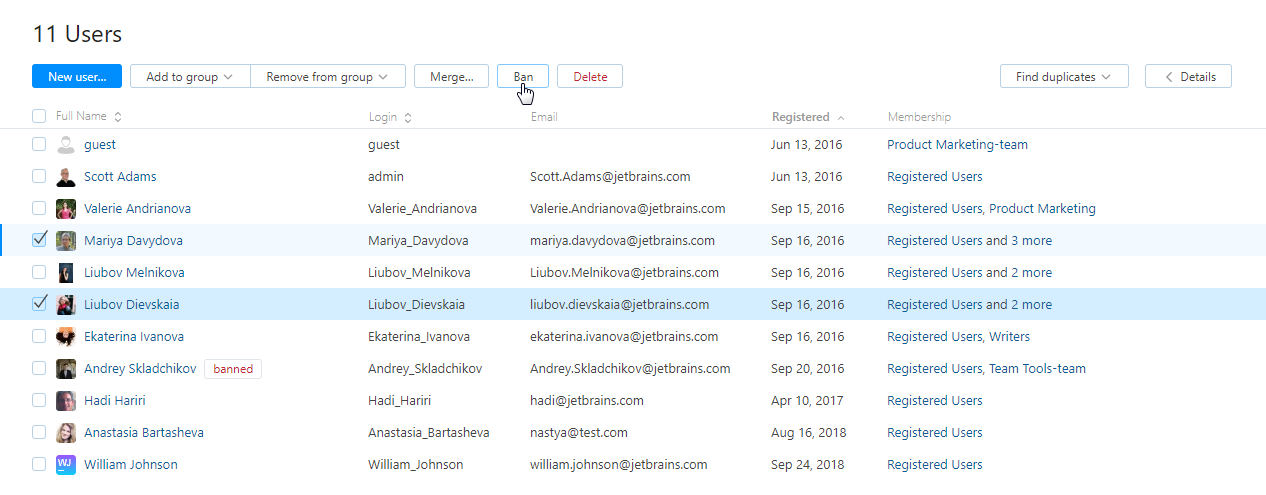 11 Users
New user... Add to group Remove from group Merge... Ban Delete Find duplicates Details
Full Name Login Email Registered Membership
guest guest Jun 13, 2016 Product Marketing-team
Scott Adams admin Scott.Adams@jetbrains.com Jun 13, 2016 Registered Users
Valerie Andrianova Valerie_Andrianova Valerie.Andrianova@jetbrains.com Sep 15, 2016 Registered Users, Product Marketing
Mariya Davydova Mariya_Davydova mariya.davydova@jetbrains.com Sep 16, 2016 Registered Users and 3 more
Liubov Melnikova Liubov_Melnikova Liubov.Melnikova@jetbrains.com Sep 16, 2016 Registered Users and 2 more
Liubov Dievskaia Liubov_Dievskaia liubov.dievskaia@jetbrains.com Sep 16, 2016 Registered Users and 2 more
Ekaterina Ivanova Ekaterina_Ivanova ekaterina.ivanova@jetbrains.com Sep 16, 2016 Registered Users, Writers
Andrey Skladchikov banned Andrey_Skladchikov Andrey.Skladchikov@jetbrains.com Sep 20, 2016 Registered Users, Team Tools-team
Hadi Hariri Hadi_Hariri hadi@jetbrains.com Apr 10, 2017 Registered Users
Anastasia Bartasheva Anastasia_Bartasheva nastya@test.com Aug 16, 2018 Registered Users
WJ William Johnson William_Johnson william.johnson@jetbrains.com Sep 24, 2018 Registered Users